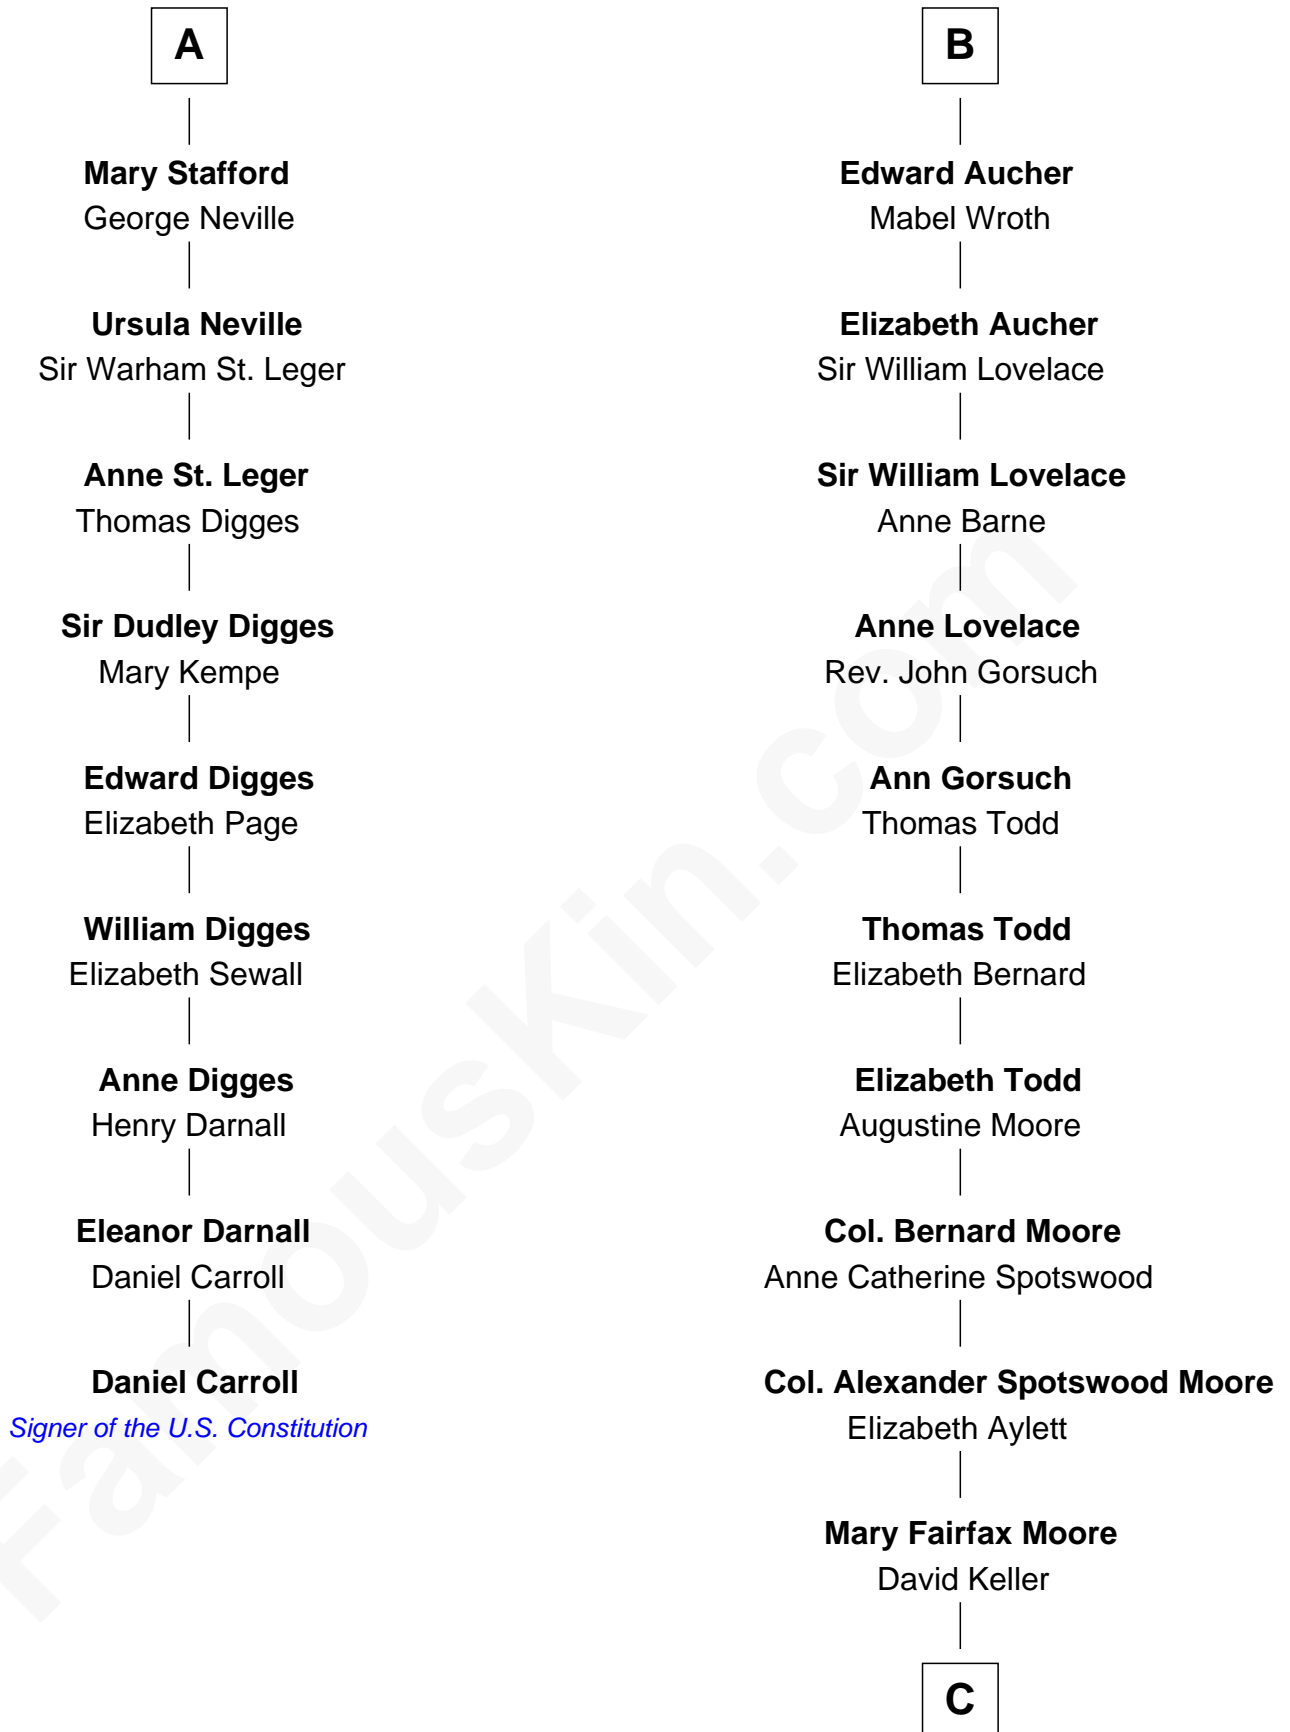 A
Mary Stafford
George Neville
Ursula Neville
Sir Warham St. Leger
Anne St. Leger
Thomas Digges
Sir Dudley Digges
Mary Kempe
Edward Digges
Elizabeth Page
William Digges
Elizabeth Sewall
Anne Digges
Henry Darnall
Eleanor Darnall
Daniel Carroll
Daniel Carroll
Signer of the U.S. Constitution
B
Edward Aucher
Mabel Wroth
Elizabeth Aucher
Sir William Lovelace
Sir William Lovelace
Anne Barne
Anne Lovelace
Rev. John Gorsuch
Ann Gorsuch
Thomas Todd
Thomas Todd
Elizabeth Bernard
Elizabeth Todd
Augustine Moore
Col. Bernard Moore
Anne Catherine Spotswood
Col. Alexander Spotswood Moore
Elizabeth Aylett
Mary Fairfax Moore
David Keller
C
FamousKin.com